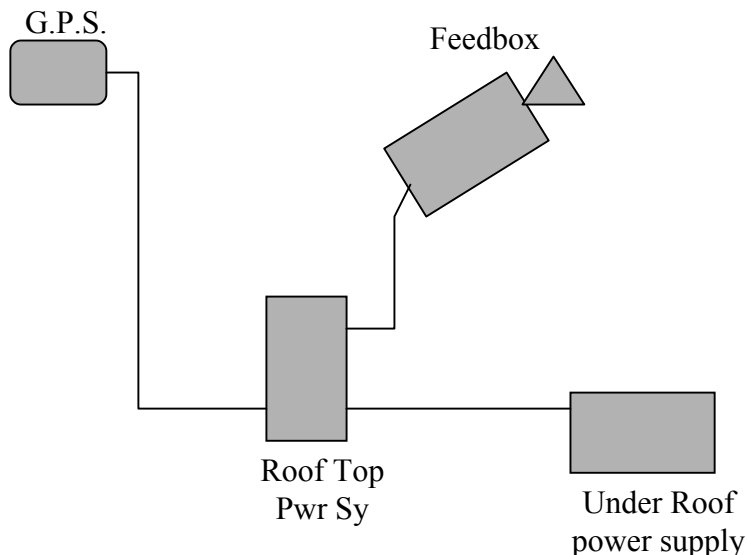 G.P.S.
Feedbox
Roof Top
Pwr Sy
Under Roof
power supply